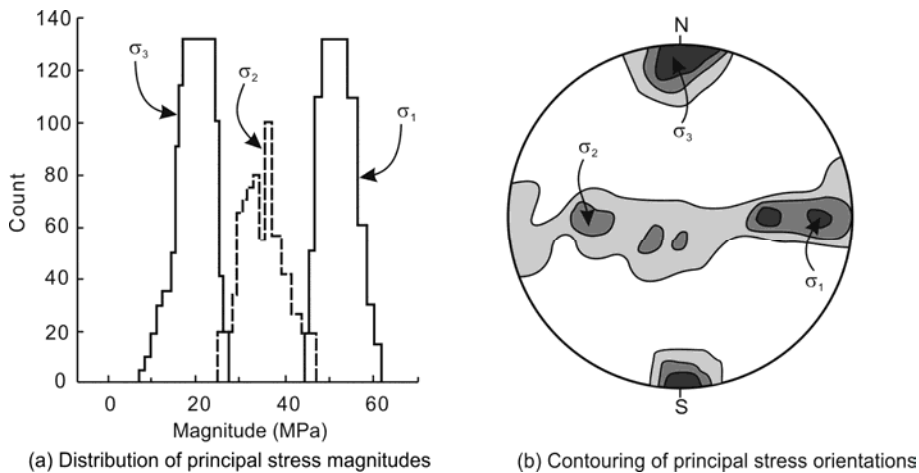 140
120
100
80
60
40
20
0
Count
σ3
σ2
σ1
0 20 40 60
Magnitude (MPa)
(a) Distribution of principal stress magnitudes
N
σ3
σ2
σ1
S
(b) Contouring of principal stress orientations